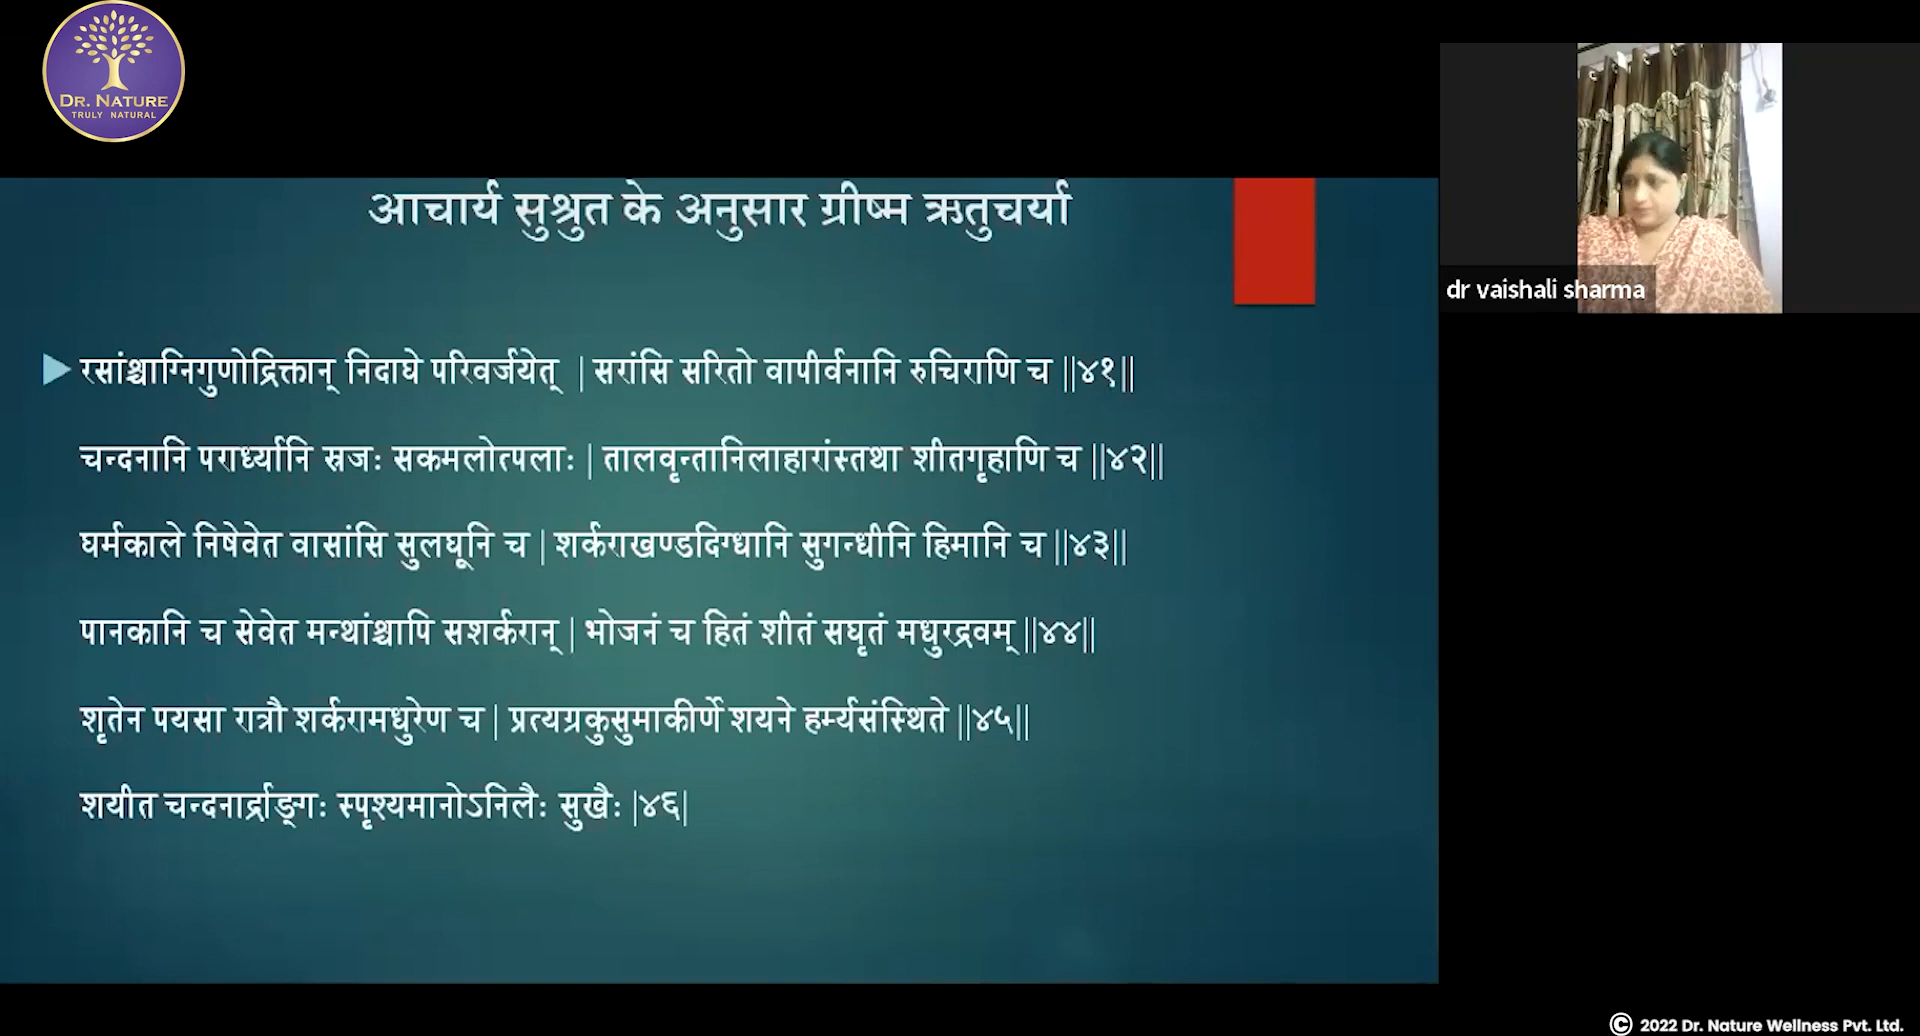 DR. NATURE
TRULY NATURAL
आचार्य सुश्रुत के अनुसार ग्रीष्म ऋतुचर्या
रसांश्चाग्निगुणोद्रिक्तान् निदाघे परिवर्जयेत् | सरांसि सरितो वापीर्वनानि रुचिराणि च ||४१||
चन्दनानि परार्ध्यानि स्रजः सकमलोत्पलाः | तालवृन्तानिलाहारांस्तथा शीतगृहाणि च ||४२||
घर्मकाले निषेवेत वासांसि सुलघूनि च | शर्कराखण्डदिग्धानि सुगन्धीनि हिमानि च ||४३||
पानकानि च सेवेत मन्थांश्चापि सशर्करान् | भोजनं च हितं शीतं सघृतं मधुरद्रवम् ||४४||
शृतेन पयसा रात्रौ शर्करामधुरेण च | प्रत्यग्रकुसुमाकीर्णे शयने हर्म्यसंस्थिते ||४५||
शयीत चन्दनार्द्राङ्गः स्पृश्यमानोऽनिलैः सुखैः |४६|
dr vaishali sharma
© 2022 Dr. Nature Wellness Pvt. Ltd.